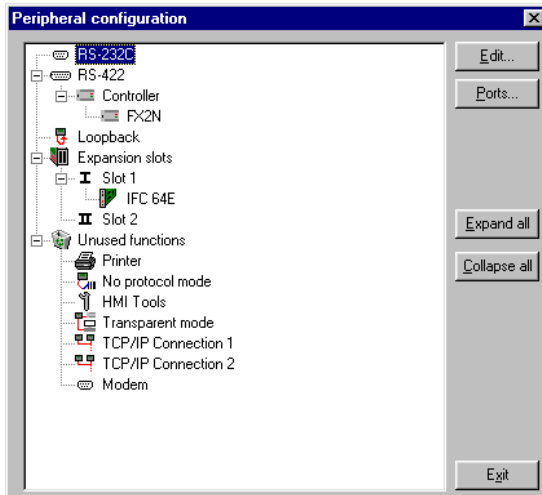 Peripheral configuration
RS-232C
RS-422
Controller
FX2N
Loopback
Expansion slots
I Slot 1
IFC 64E
II Slot 2
Unused functions
Printer
No protocol mode
HMI Tools
Transparent mode
TCP/IP Connection 1
TCP/IP Connection 2
Modem
Edit...
Ports...
Expand all
Collapse all
Exit